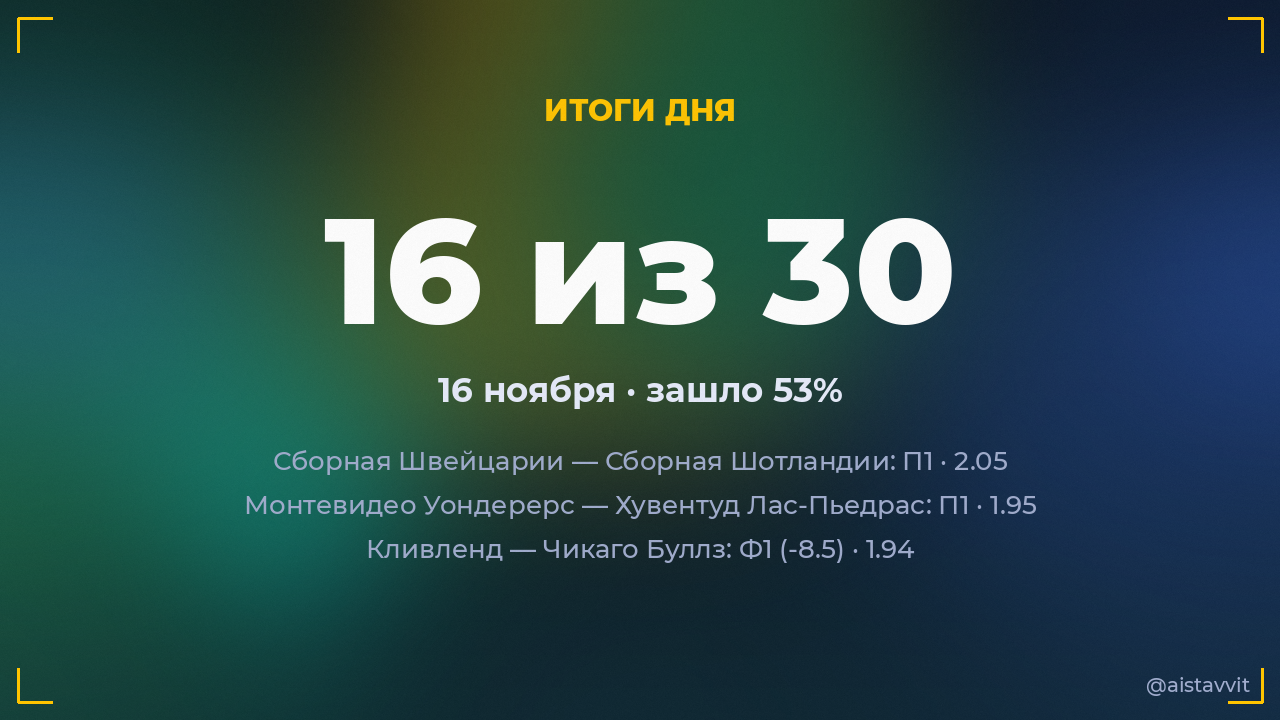 ИТОГИ ДНЯ
16 из 30
16 ноября · зашло 53%
Сборная Швейцарии — Сборная Шотландии: П1 · 2.05
Монтевидео Уондерерс — Хувентуд Лас-Пьедрас: П1 · 1.95
Кливленд — Чикаго Буллз: Ф1 (-8.5) · 1.94
@aistavvit